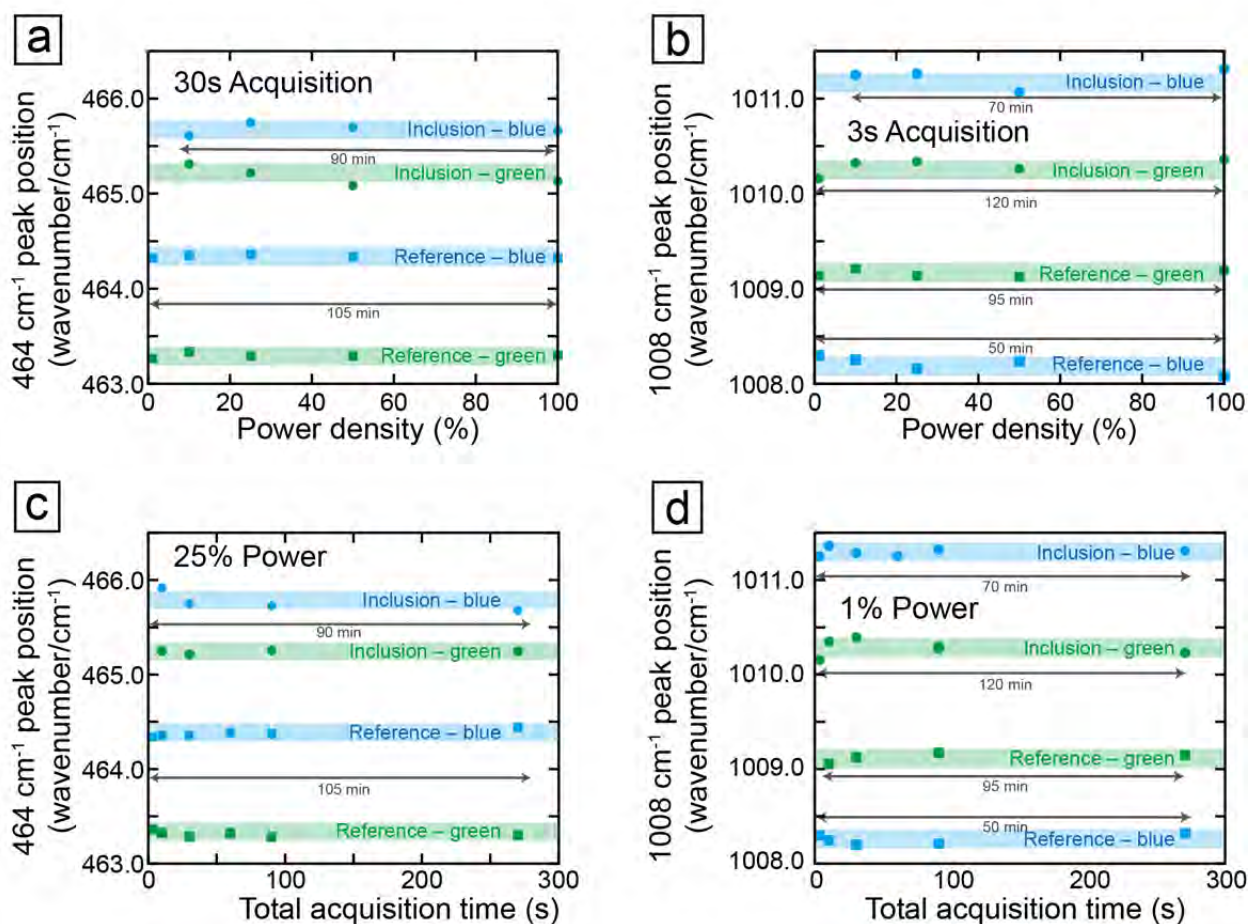 a
464 cm⁻¹ peak position
(wavenumber/cm⁻¹)
466.0
465.0
464.0
463.0
30s Acquisition
Inclusion – blue
90 min
Inclusion – green
Reference – blue
105 min
Reference – green
0 20 40 60 80 100
Power density (%)
b
1008 cm⁻¹ peak position
(wavenumber/cm⁻¹)
1011.0
1010.0
1009.0
1008.0
Inclusion – blue
70 min
3s Acquisition
Inclusion – green
120 min
Reference – green
95 min
50 min
Reference – blue
0 20 40 60 80 100
Power density (%)
c
464 cm⁻¹ peak position
(wavenumber/cm⁻¹)
466.0
465.0
464.0
463.0
25% Power
Inclusion – blue
90 min
Inclusion – green
Reference – blue
105 min
Reference – green
0 100 200 300
Total acquisition time (s)
d
1008 cm⁻¹ peak position
(wavenumber/cm⁻¹)
1011.0
1010.0
1009.0
1008.0
Inclusion – blue
70 min
1% Power
Inclusion – green
120 min
Reference – green
95 min
50 min
Reference – blue
0 100 200 300
Total acquisition time (s)